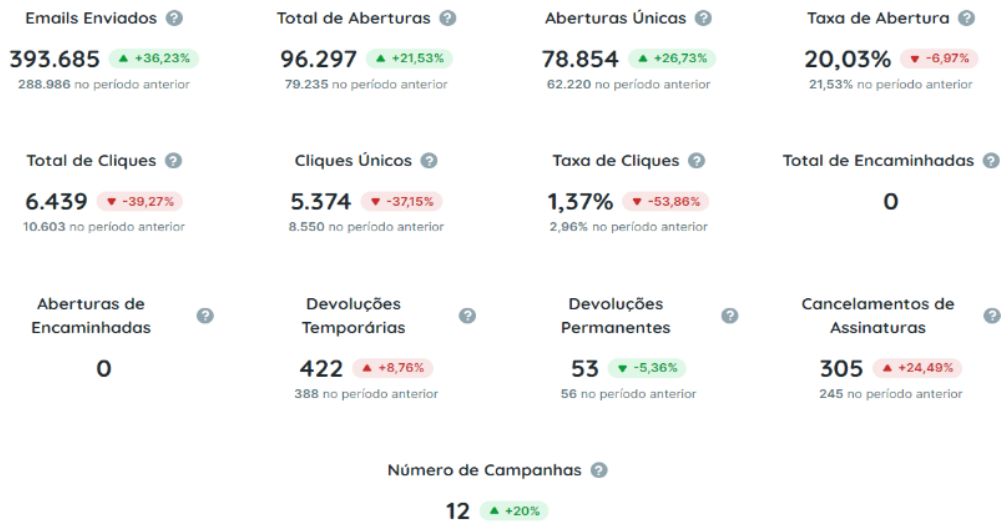 Emails Enviados ?
Total de Aberturas ?
Aberturas Únicas ?
Taxa de Abertura ?
393.685 ▲ +36,23%
96.297 ▲ +21,53%
78.854 ▲ +26,73%
20,03% ▼ -6,97%
288.986 no período anterior
79.235 no período anterior
62.220 no período anterior
21,53% no período anterior
Total de Cliques ?
Cliques Únicos ?
Taxa de Cliques ?
Total de Encaminhadas ?
6.439 ▼ -39,27%
5.374 ▼ -37,15%
1,37% ▼ -53,86%
0
10.603 no período anterior
8.550 no período anterior
2,96% no período anterior
Aberturas de
Encaminhadas ?
Devoluções
Temporárias ?
Devoluções
Permanentes ?
Cancelamentos de
Assinaturas ?
0
422 ▲ +8,76%
53 ▼ -5,36%
305 ▲ +24,49%
388 no período anterior
56 no período anterior
245 no período anterior
Número de Campanhas ?
12 ▲ +20%